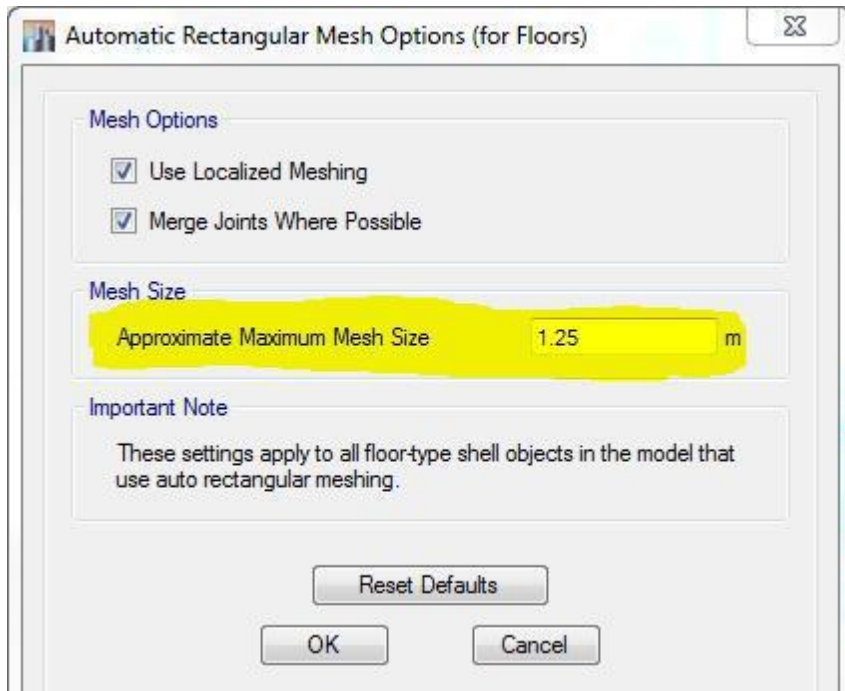 Automatic Rectangular Mesh Options (for Floors)
Mesh Options
Use Localized Meshing
Merge Joints Where Possible
Mesh Size
Approximate Maximum Mesh Size 1.25 m
Important Note
These settings apply to all floor-type shell objects in the model that
use auto rectangular meshing.
Reset Defaults
OK Cancel